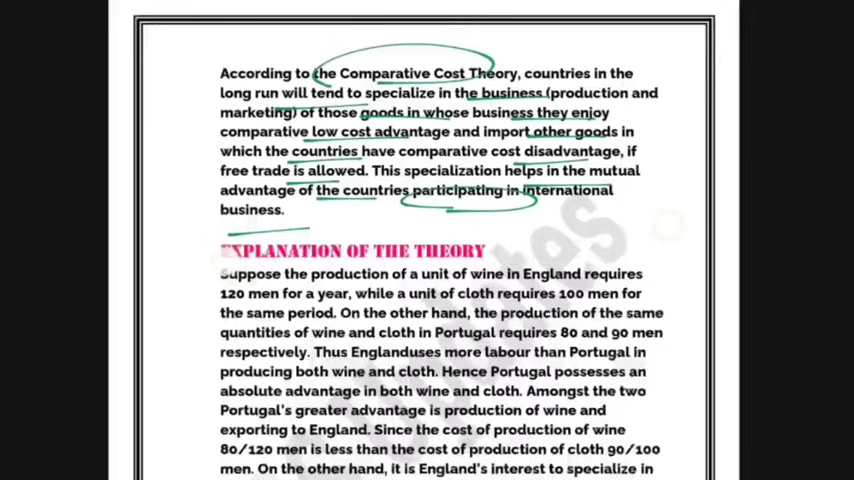 According to the Comparative Cost Theory, countries in the
long run will tend to specialize in the business (production and
marketing) of those goods in whose business they enjoy
comparative low cost advantage and import other goods in
which the countries have comparative cost disadvantage, if
free trade is allowed. This specialization helps in the mutual
advantage of the countries participating in international
business.
EXPLANATION OF THE THEORY
Suppose the production of a unit of wine in England requires
120 men for a year, while a unit of cloth requires 100 men for
the same period. On the other hand, the production of the same
quantities of wine and cloth in Portugal requires 80 and 90 men
respectively. Thus Englanduses more labour than Portugal in
producing both wine and cloth. Hence Portugal possesses an
absolute advantage in both wine and cloth. Amongst the two
Portugal's greater advantage is production of wine and
exporting to England. Since the cost of production of wine
80/120 men is less than the cost of production of cloth 90/100
men. On the other hand, it is England's interest to specialize in